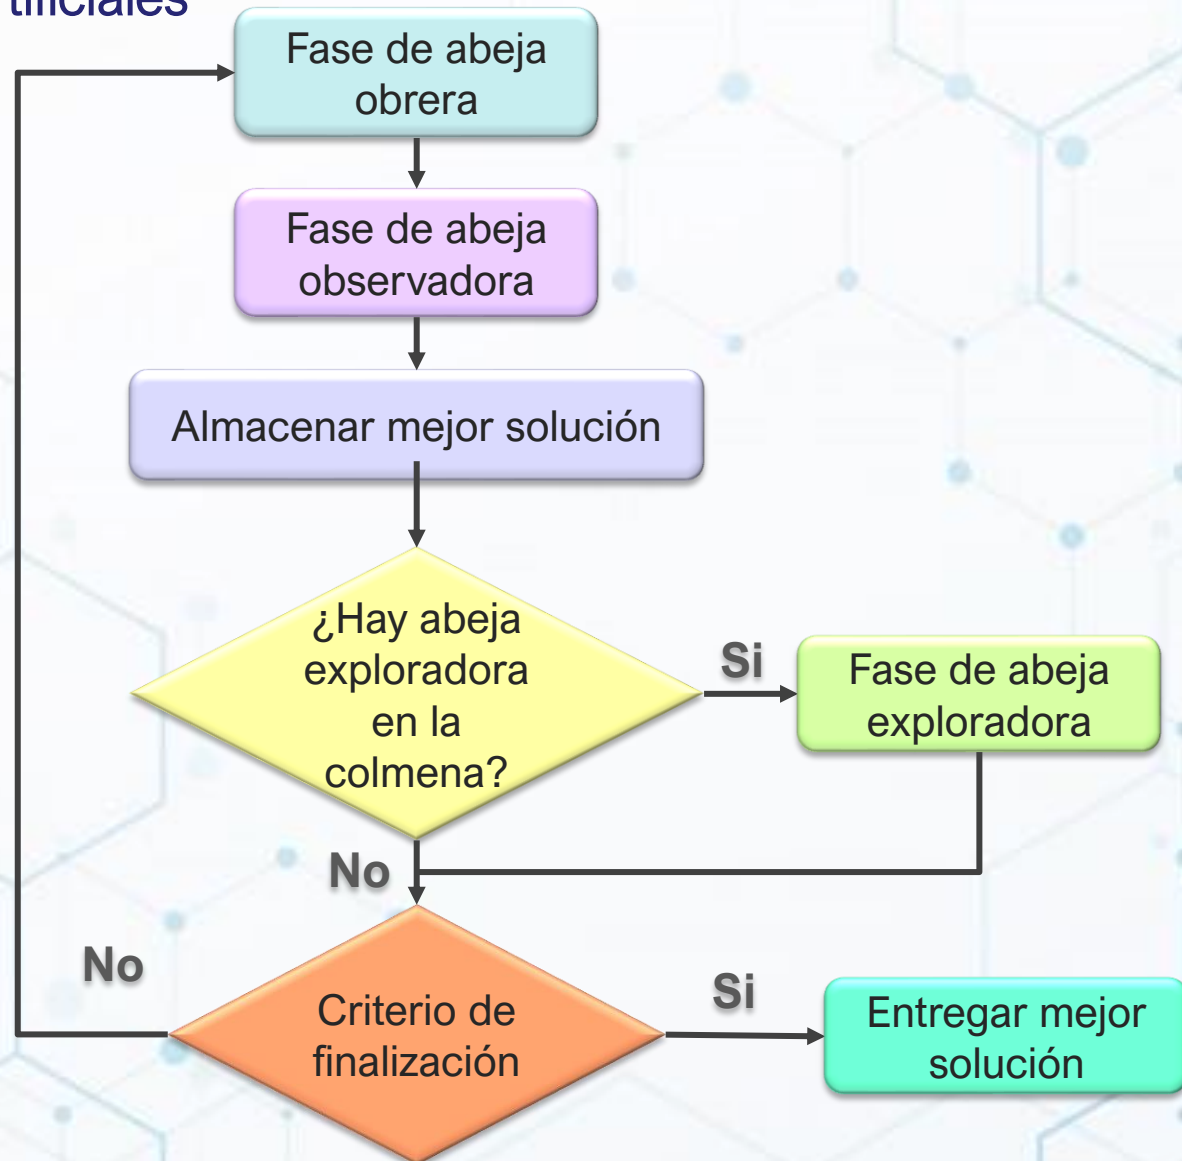 tificiales
Fase de abeja
obrera
Fase de abeja
observadora
Almacenar mejor solución
¿Hay abeja
exploradora
en la
colmena?
Si
Fase de abeja
exploradora
No
No
Criterio de
finalización
Si
Entregar mejor
solución